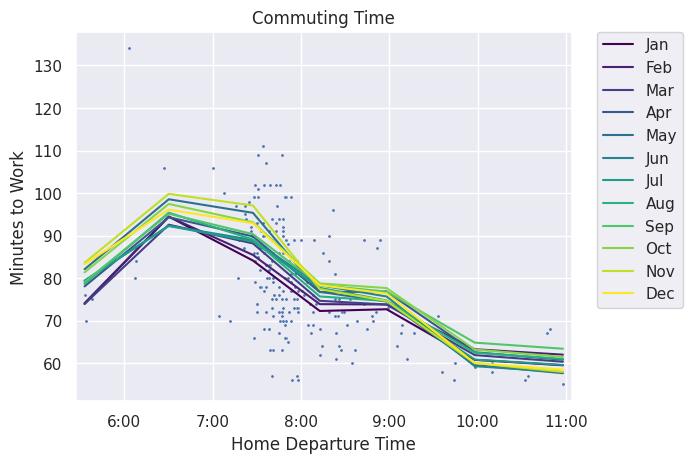 Commuting Time
Minutes to Work
130
120
110
100
90
80
70
60
6:00
7:00
8:00
9:00
10:00
11:00
Home Departure Time
Jan
Feb
Mar
Apr
May
Jun
Jul
Aug
Sep
Oct
Nov
Dec